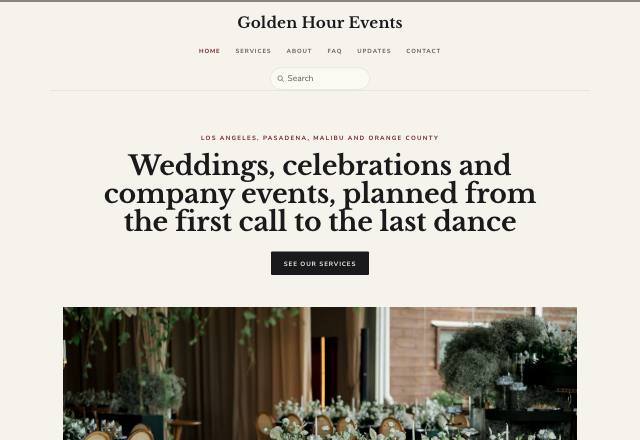 Golden Hour Events
HOME SERVICES ABOUT FAQ UPDATES CONTACT
Search
LOS ANGELES, PASADENA, MALIBU AND ORANGE COUNTY
Weddings, celebrations and
company events, planned from
the first call to the last dance
SEE OUR SERVICES